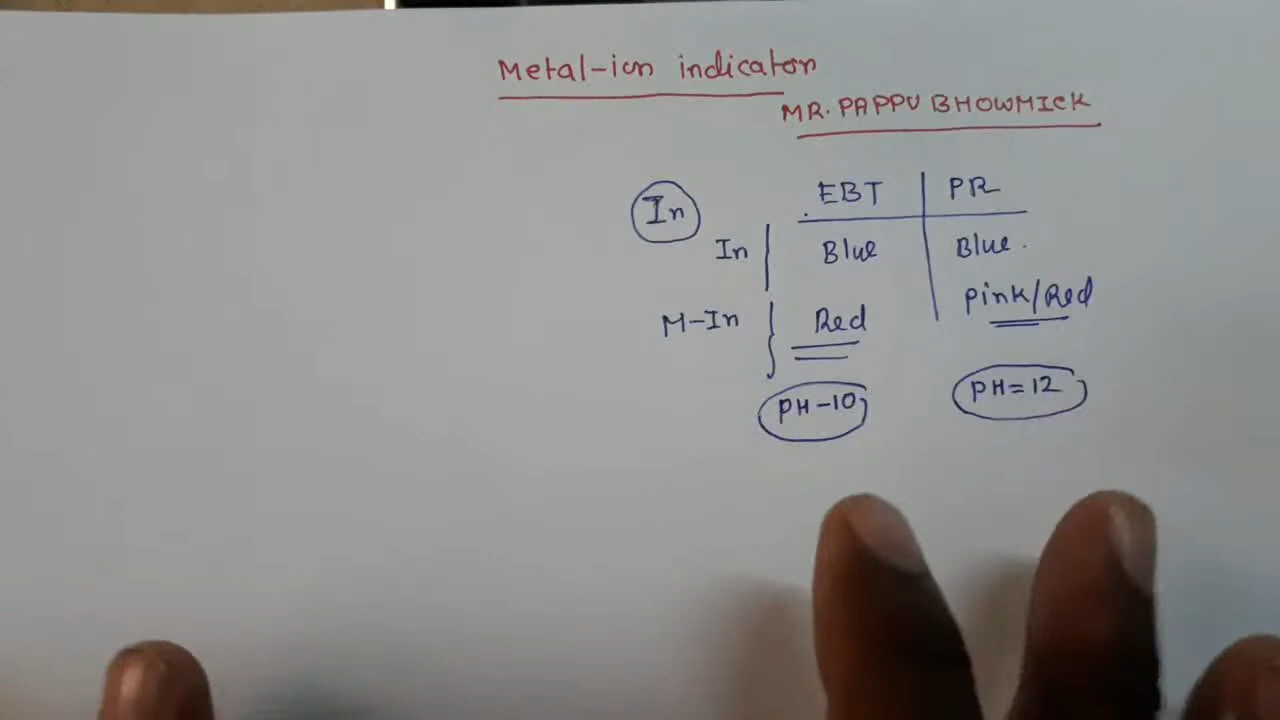 Metal-ion indicator
MR. PAPPU BHOWMICK
In EBT PR
In Blue Blue.
M-In Red Pink/Red
PH-10 PH=12